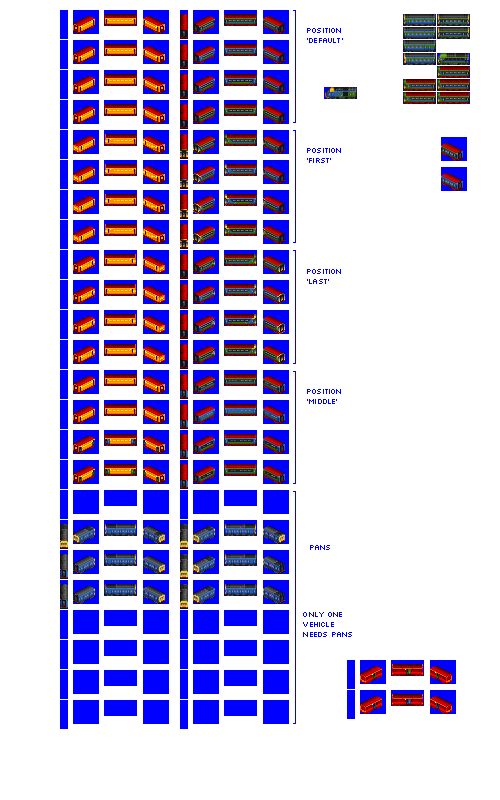 POSITION
'DEFAULT'
POSITION
'FIRST'
POSITION
'LAST'
POSITION
'MIDDLE'
PANS
ONLY ONE
VEHICLE
NEEDS PANS